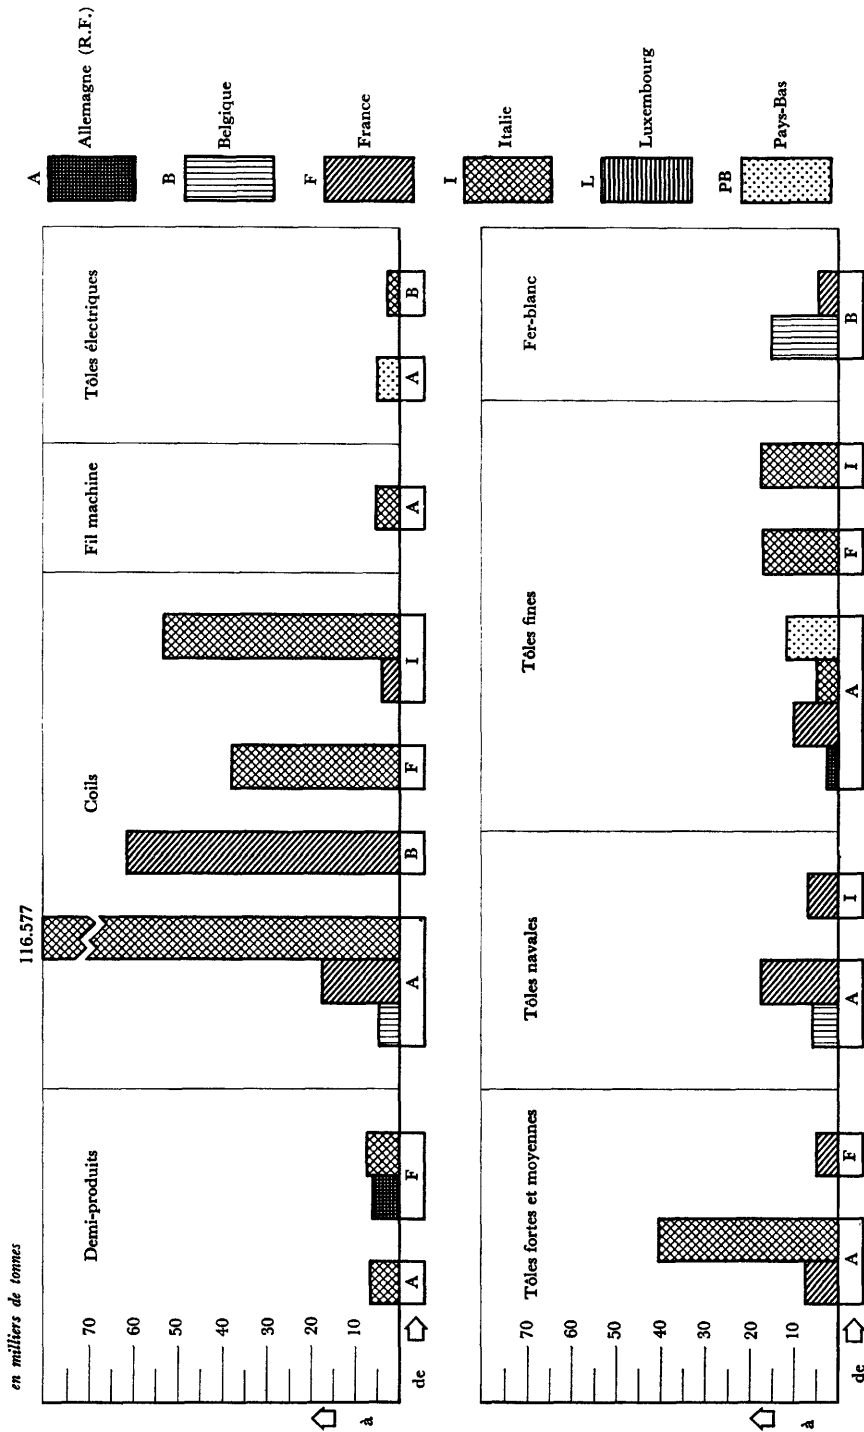 en milliers de tonnes
116.577
Demi-produits
Coils
Fil machine
Tôles électriques
70
60
50
40
30
20
10
à
de
A
F
A
B
F
I
A
A
B
Tôles fortes et moyennes
Tôles navales
Tôles fines
Fer-blanc
70
60
50
40
30
20
10
à
de
A
F
A
I
A
F
I
B
A
Allemagne (R.F.)
B
Belgique
F
France
I
Italie
L
Luxembourg
PB
Pays-Bas